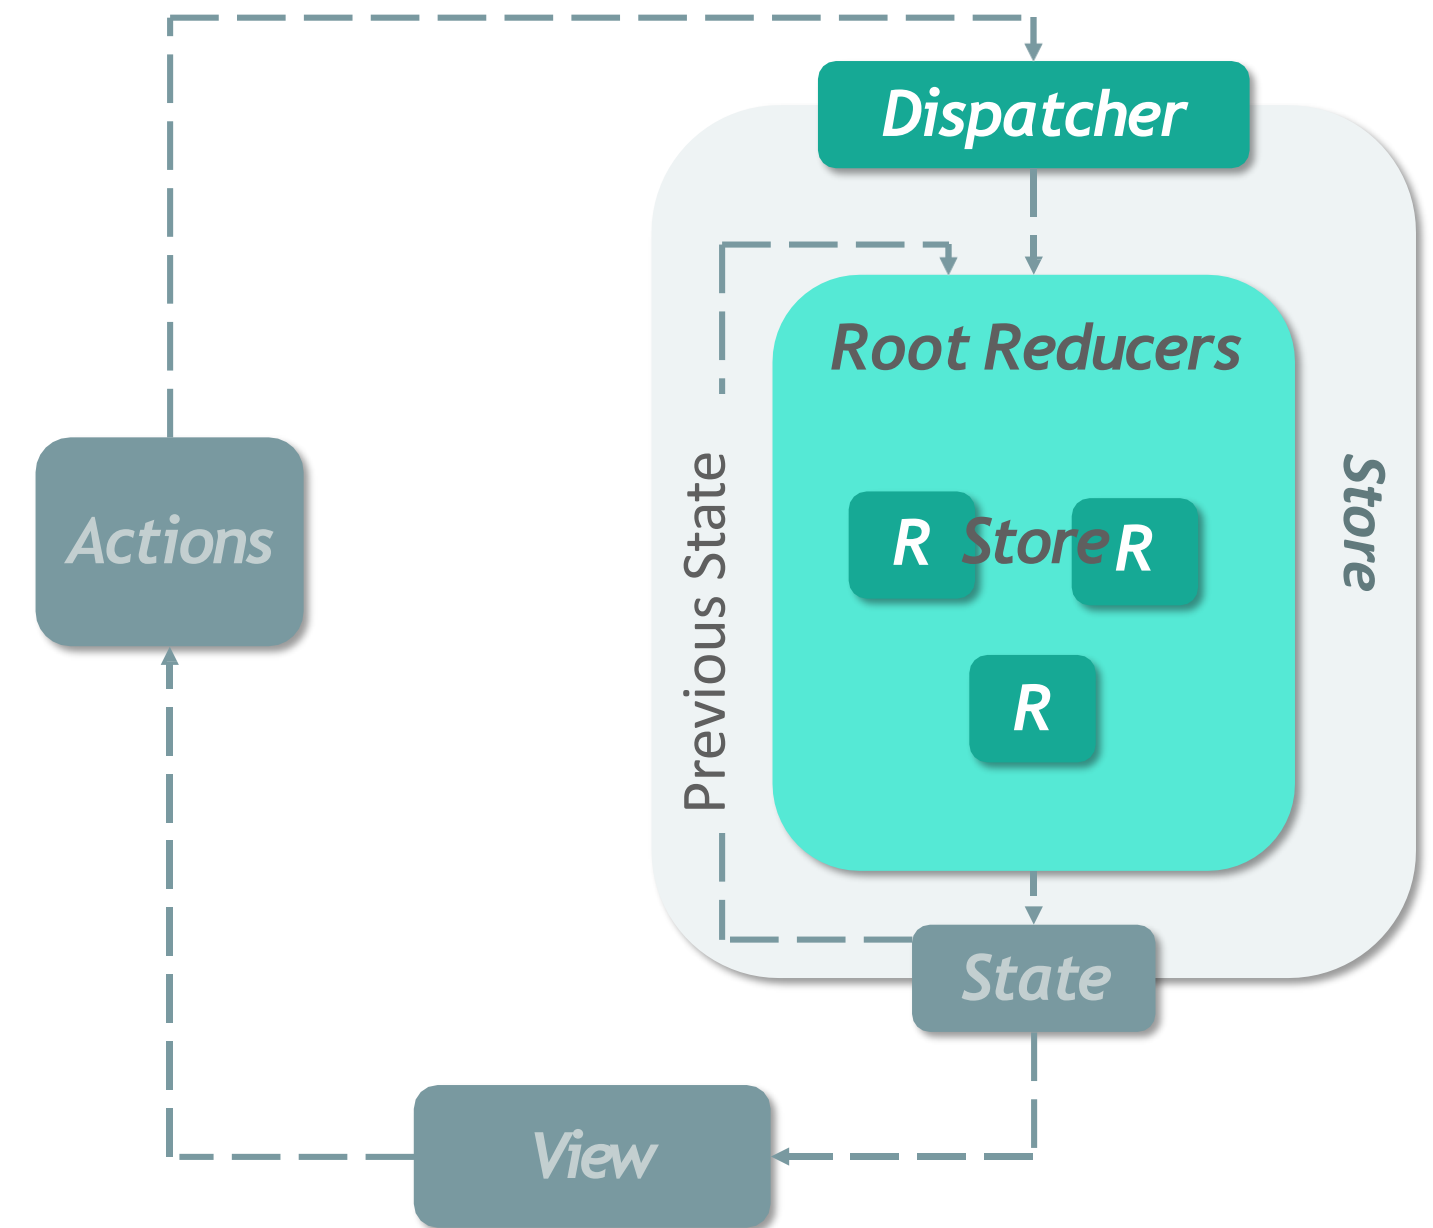 Dispatcher
Root Reducers
Previous State
Store
Actions
R
Store
R
R
State
View